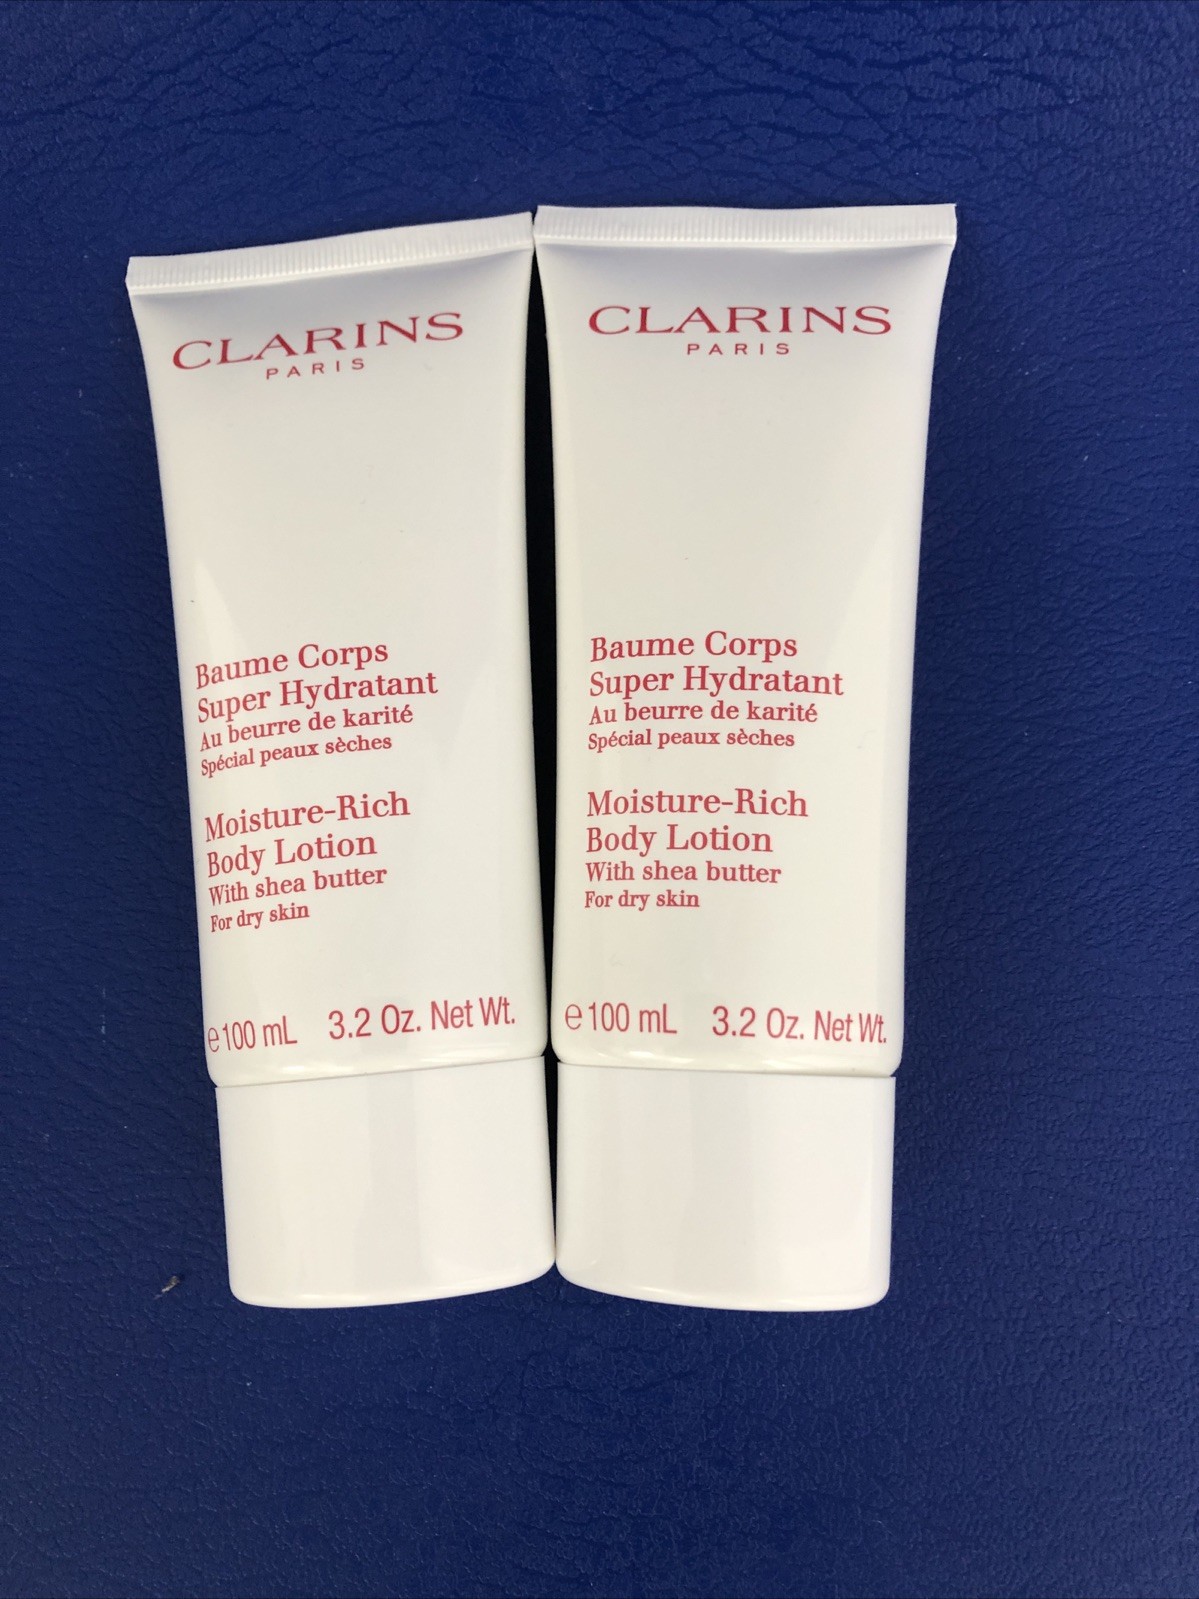 CLARINS
PARIS
Baume Corps
Super Hydratant
Au beurre de karité
Spécial peaux sèches
Moisture-Rich
Body Lotion
With shea butter
For dry skin
℮100 mL 3.2 Oz. Net Wt.
CLARINS
PARIS
Baume Corps
Super Hydratant
Au beurre de karité
Spécial peaux sèches
Moisture-Rich
Body Lotion
With shea butter
For dry skin
℮100 mL 3.2 Oz. Net Wt.